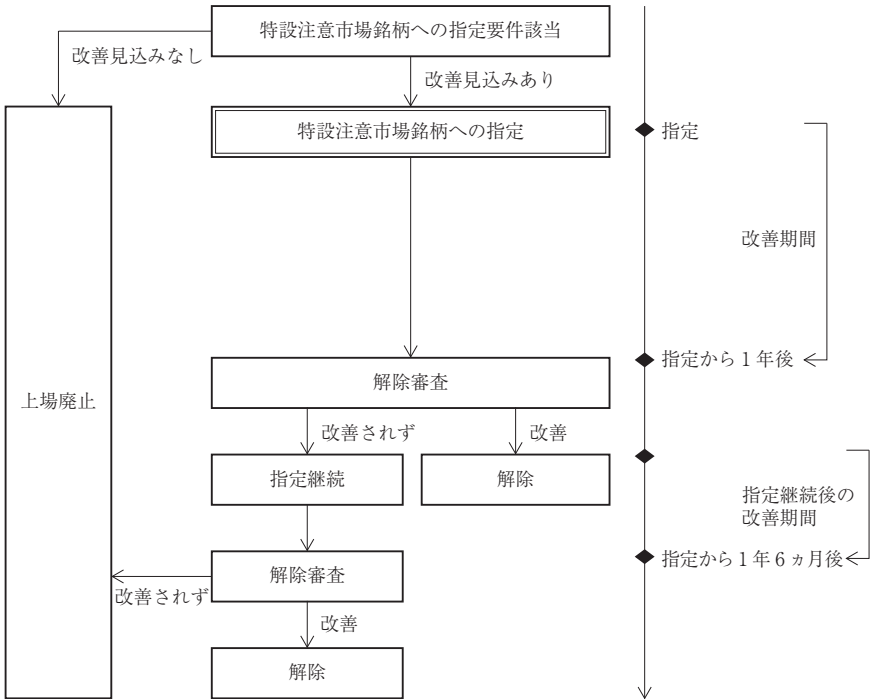 特設注意市場銘柄への指定要件該当
改善見込みなし
改善見込みあり
特設注意市場銘柄への指定
指定
改善期間
指定から1年後
解除審査
上場廃止
改善されず
改善
指定継続
解除
指定継続後の
改善期間
指定から1年6ヵ月後
解除審査
改善されず
改善
解除